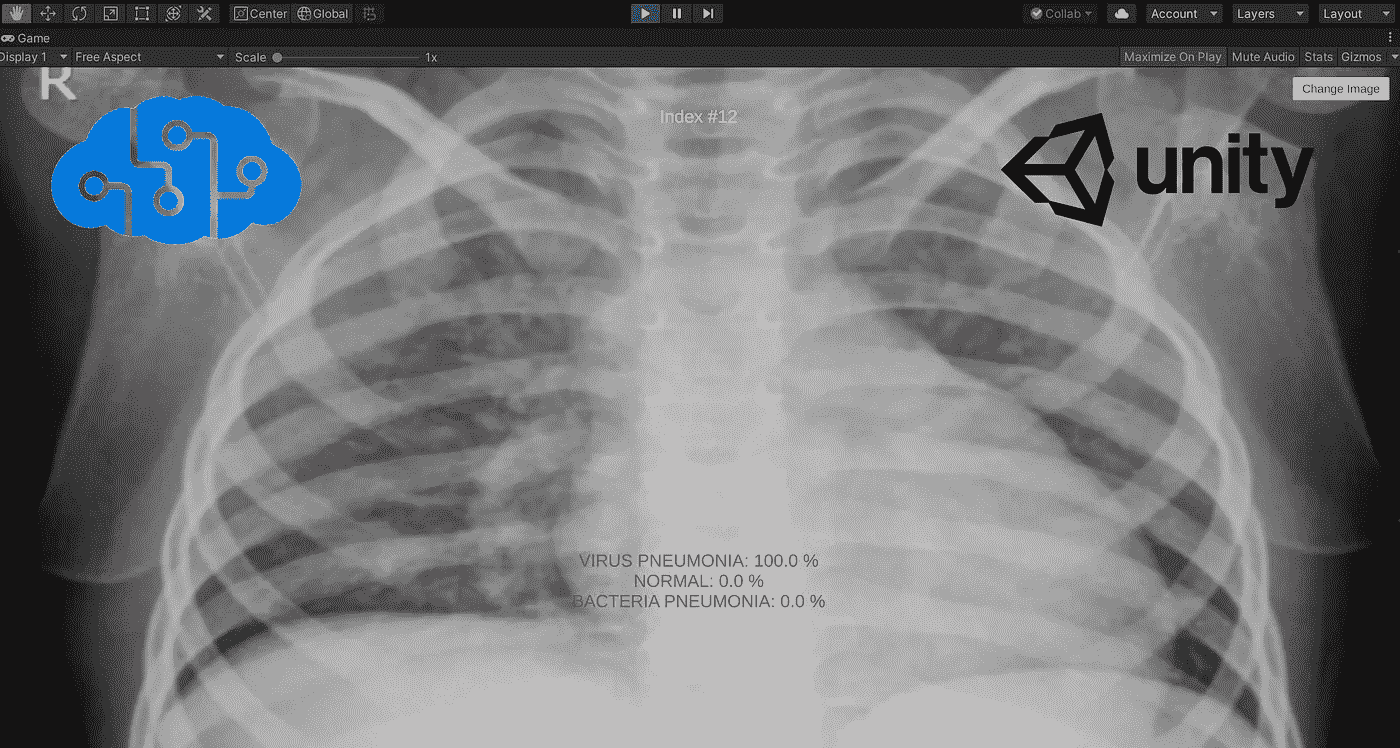 Center Global Collab Account Layers Layout
Game
Display 1 Free Aspect Scale 1x Maximize On Play Mute Audio Stats Gizmos
R
Change Image
Index #12
unity
VIRUS PNEUMONIA: 100.0 %
NORMAL: 0.0 %
BACTERIA PNEUMONIA: 0.0 %